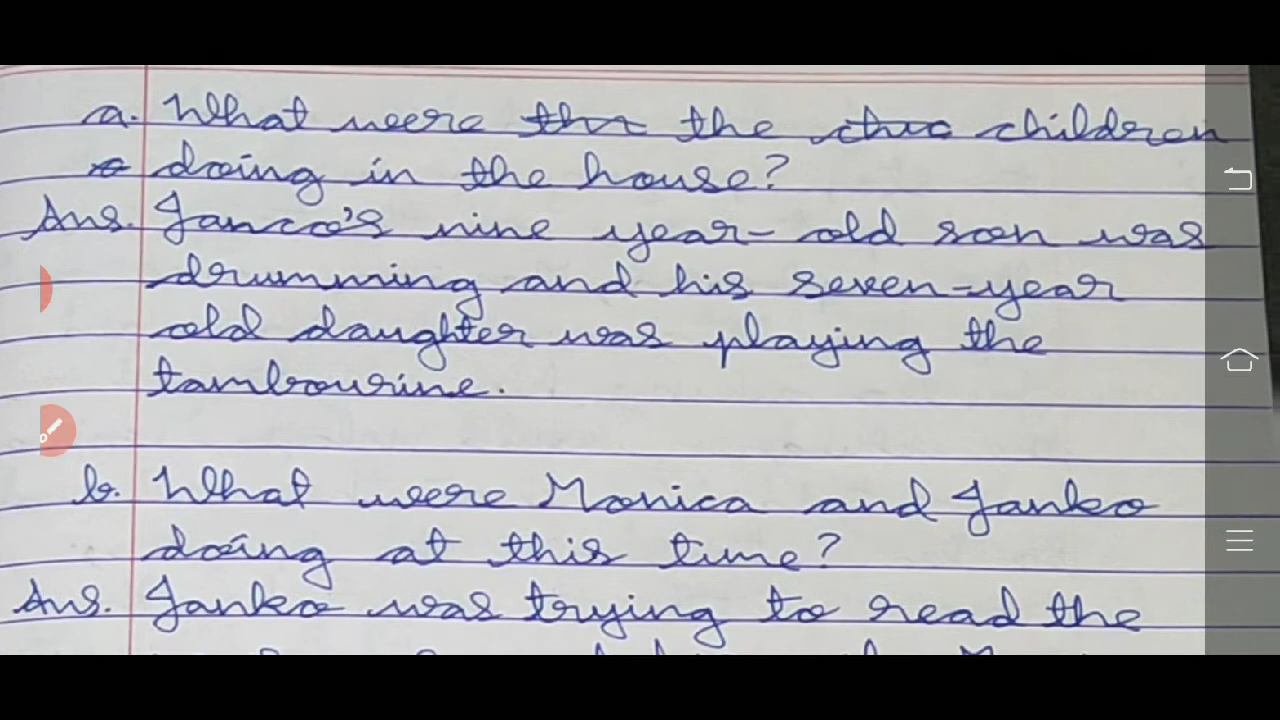 a. What were the the children
doing in the house?
Ans. Janco's nine year-old son was
drumming and his seven-year
old daughter was playing the
tambourine.
b. What were Monica and Janko
doing at this time?
Ans. Janko was trying to read the